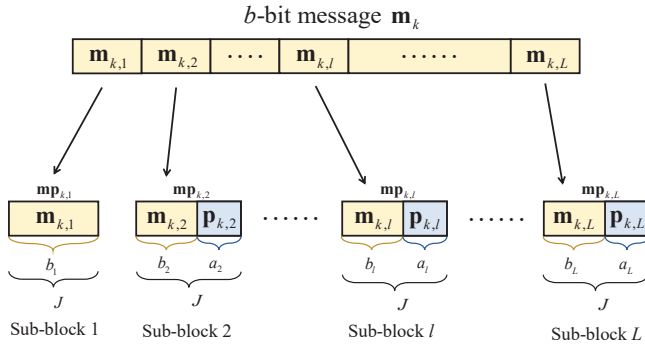 b-bit message m_k
m_{k,1} m_{k,2} ···· m_{k,l} ······ m_{k,L}
mp_{k,1} mp_{k,2} mp_{k,l} mp_{k,L}
m_{k,1} m_{k,2} p_{k,2} ······ m_{k,l} p_{k,l} ······ m_{k,L} p_{k,L}
b_1 b_2 a_2 b_l a_l b_L a_L
J J J J
Sub-block 1 Sub-block 2 Sub-block l Sub-block L